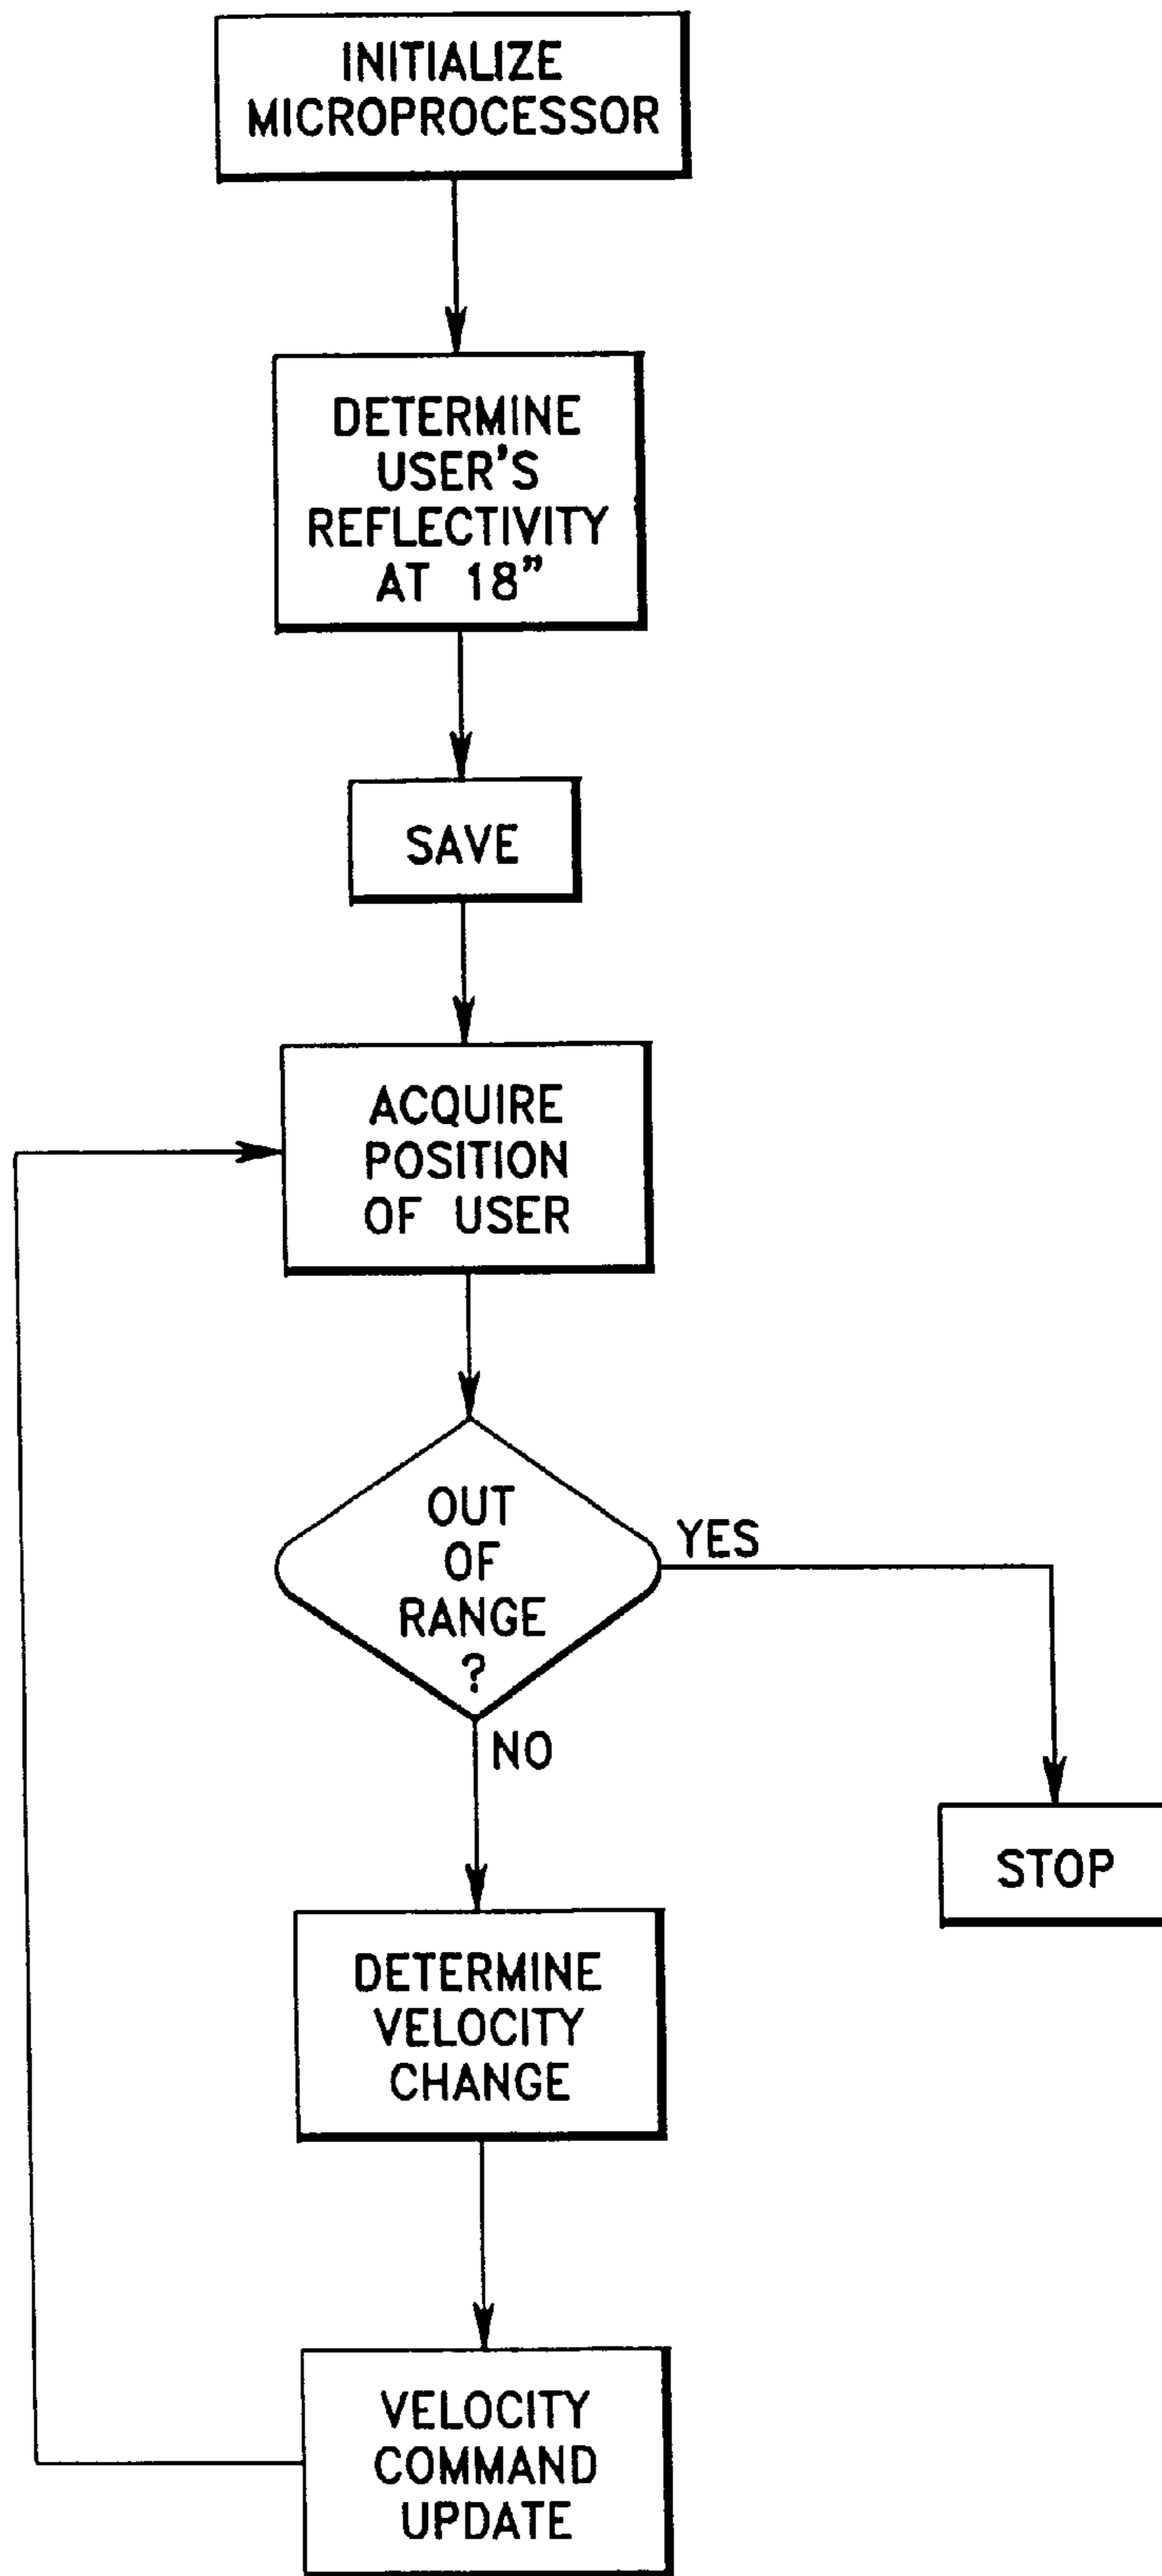 INITIALIZE
MICROPROCESSOR
DETERMINE
USER'S
REFLECTIVITY
AT 18"
SAVE
ACQUIRE
POSITION
OF USER
OUT
OF
RANGE
?
YES
NO
STOP
DETERMINE
VELOCITY
CHANGE
VELOCITY
COMMAND
UPDATE